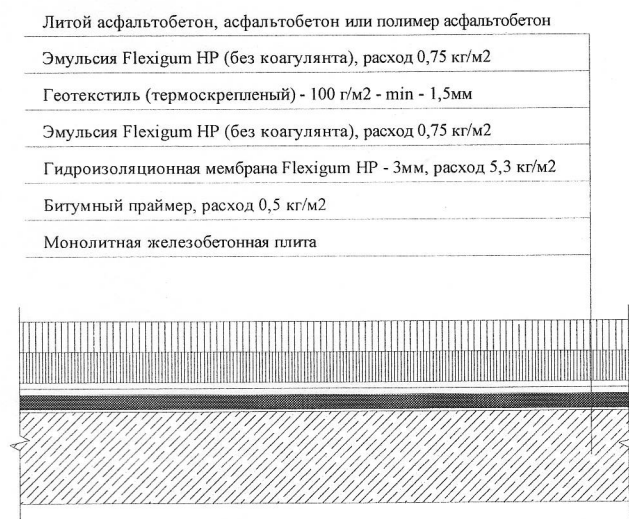 Литой асфальтобетон, асфальтобетон или полимер асфальтобетон
Эмульсия Flexigum HP (без коагулянта), расход 0,75 кг/м2
Геотекстиль (термоскрепленый) - 100 г/м2 - min - 1,5мм
Эмульсия Flexigum HP (без коагулянта), расход 0,75 кг/м2
Гидроизоляционная мембрана Flexigum HP - 3мм, расход 5,3 кг/м2
Битумный праймер, расход 0,5 кг/м2
Монолитная железобетонная плита